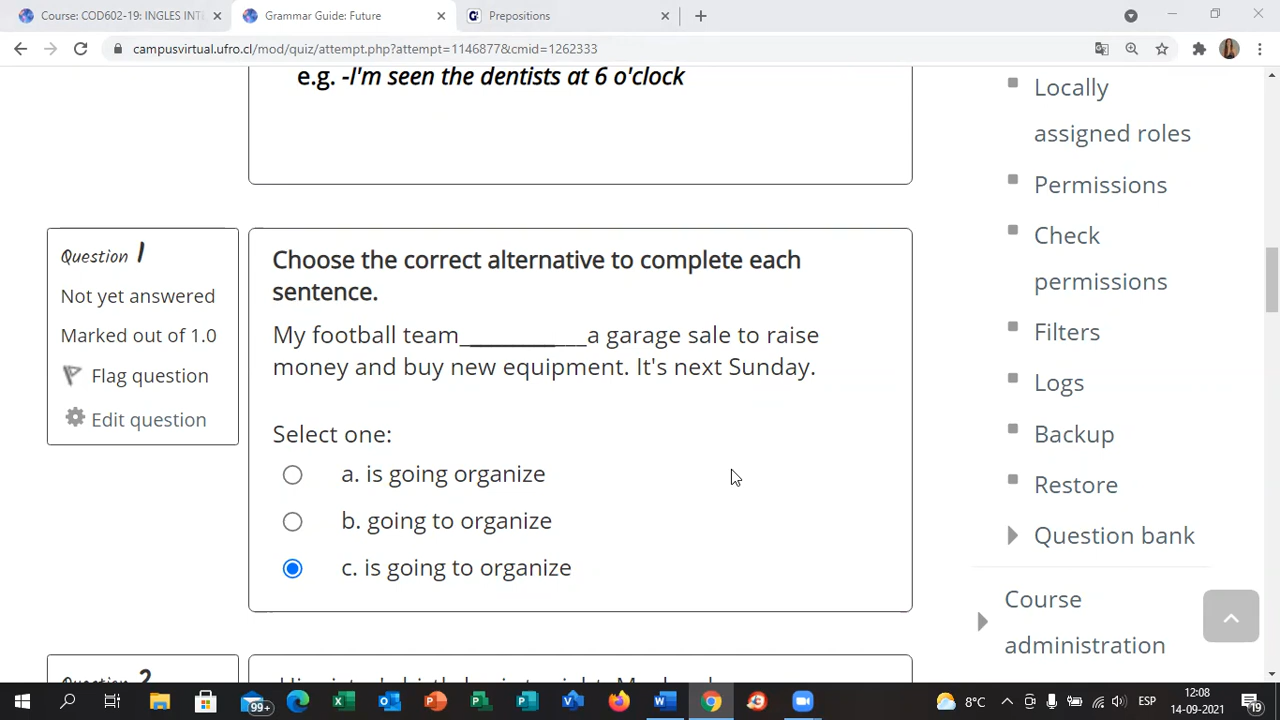 Course: COD602-19: INGLES INT
Grammar Guide: Future
Prepositions
campusvirtual.ufro.cl/mod/quiz/attempt.php?attempt=1146877&cmid=1262333
e.g. -I'm seen the dentists at 6 o'clock
Question 1
Not yet answered
Marked out of 1.0
Flag question
Edit question
Choose the correct alternative to complete each
sentence.
My football team__________a garage sale to raise
money and buy new equipment. It's next Sunday.
Select one:
a. is going organize
b. going to organize
c. is going to organize
Locally
assigned roles
Permissions
Check
permissions
Filters
Logs
Backup
Restore
Question bank
Course
administration
Question 2
99+
8°C
ESP
12:08
14-09-2021
19